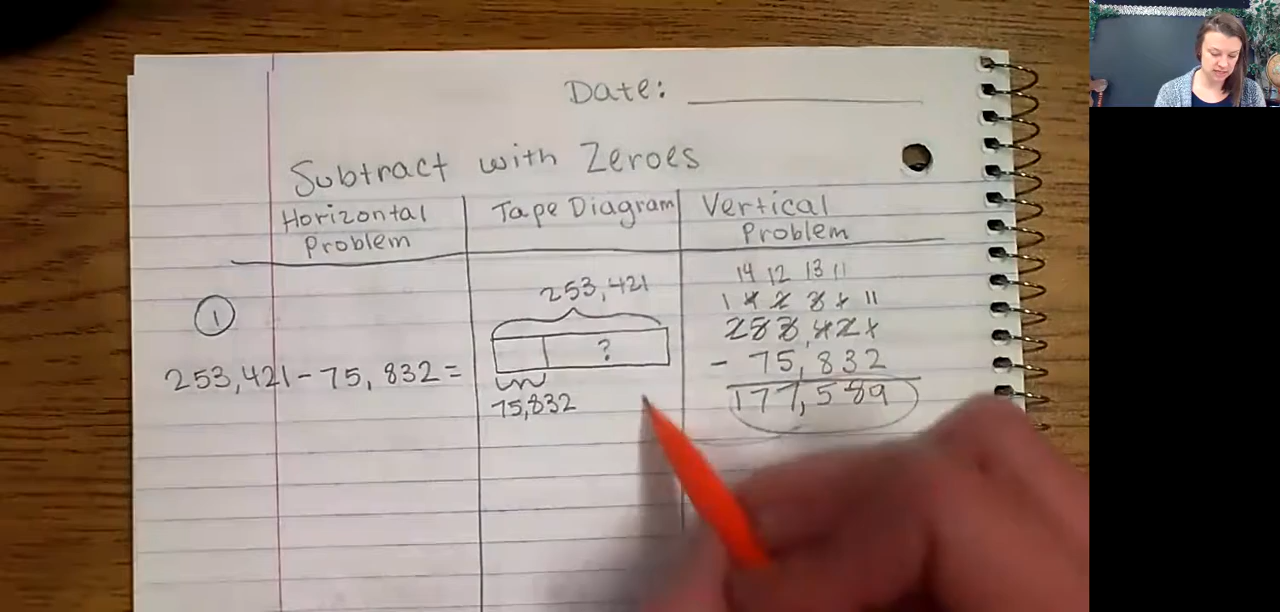 Date:
Subtract with Zeroes
Horizontal Problem
Tape Diagram
Vertical Problem
1
253,421 - 75,832 =
253,421
?
75,832
14 12 13 11
1 4 2 3 1 11
253,421
- 75,832
177,589